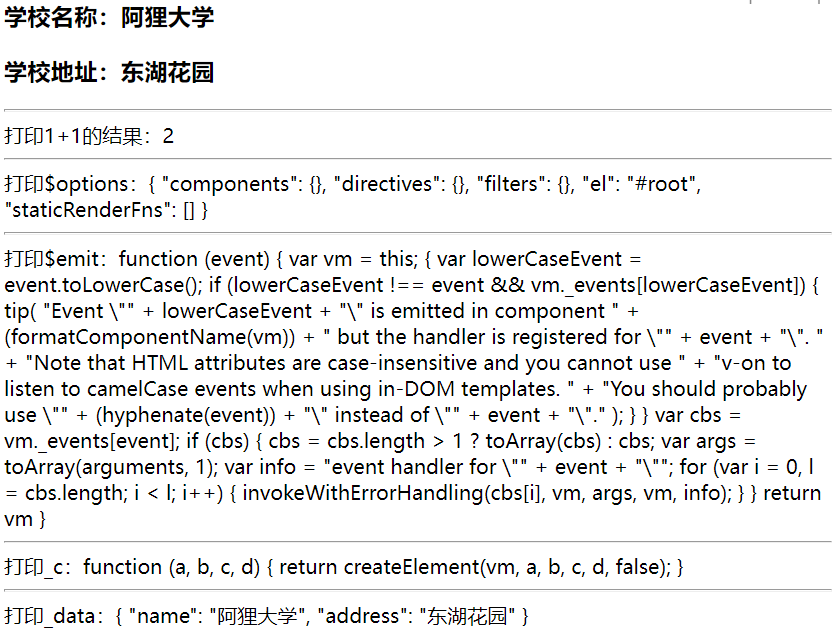 学校名称：阿狸大学
学校地址：东湖花园
打印1+1的结果：2
打印$options：{ "components": {}, "directives": {}, "filters": {}, "el": "#root",
"staticRenderFns": [] }
打印$emit：function (event) { var vm = this; { var lowerCaseEvent =
event.toLowerCase(); if (lowerCaseEvent !== event && vm._events[lowerCaseEvent]) {
tip( "Event \"" + lowerCaseEvent + "\" is emitted in component " +
(formatComponentName(vm)) + " but the handler is registered for \"" + event + "\". "
+ "Note that HTML attributes are case-insensitive and you cannot use " + "v-on to
listen to camelCase events when using in-DOM templates. " + "You should probably
use \"" + (hyphenate(event)) + "\" instead of \"" + event + "\"." ); } } var cbs =
vm._events[event]; if (cbs) { cbs = cbs.length > 1 ? toArray(cbs) : cbs; var args =
toArray(arguments, 1); var info = "event handler for \"" + event + "\""; for (var i = 0, l
= cbs.length; i < l; i++) { invokeWithErrorHandling(cbs[i], vm, args, vm, info); } } return
vm }
打印_c：function (a, b, c, d) { return createElement(vm, a, b, c, d, false); }
打印_data：{ "name": "阿狸大学", "address": "东湖花园" }